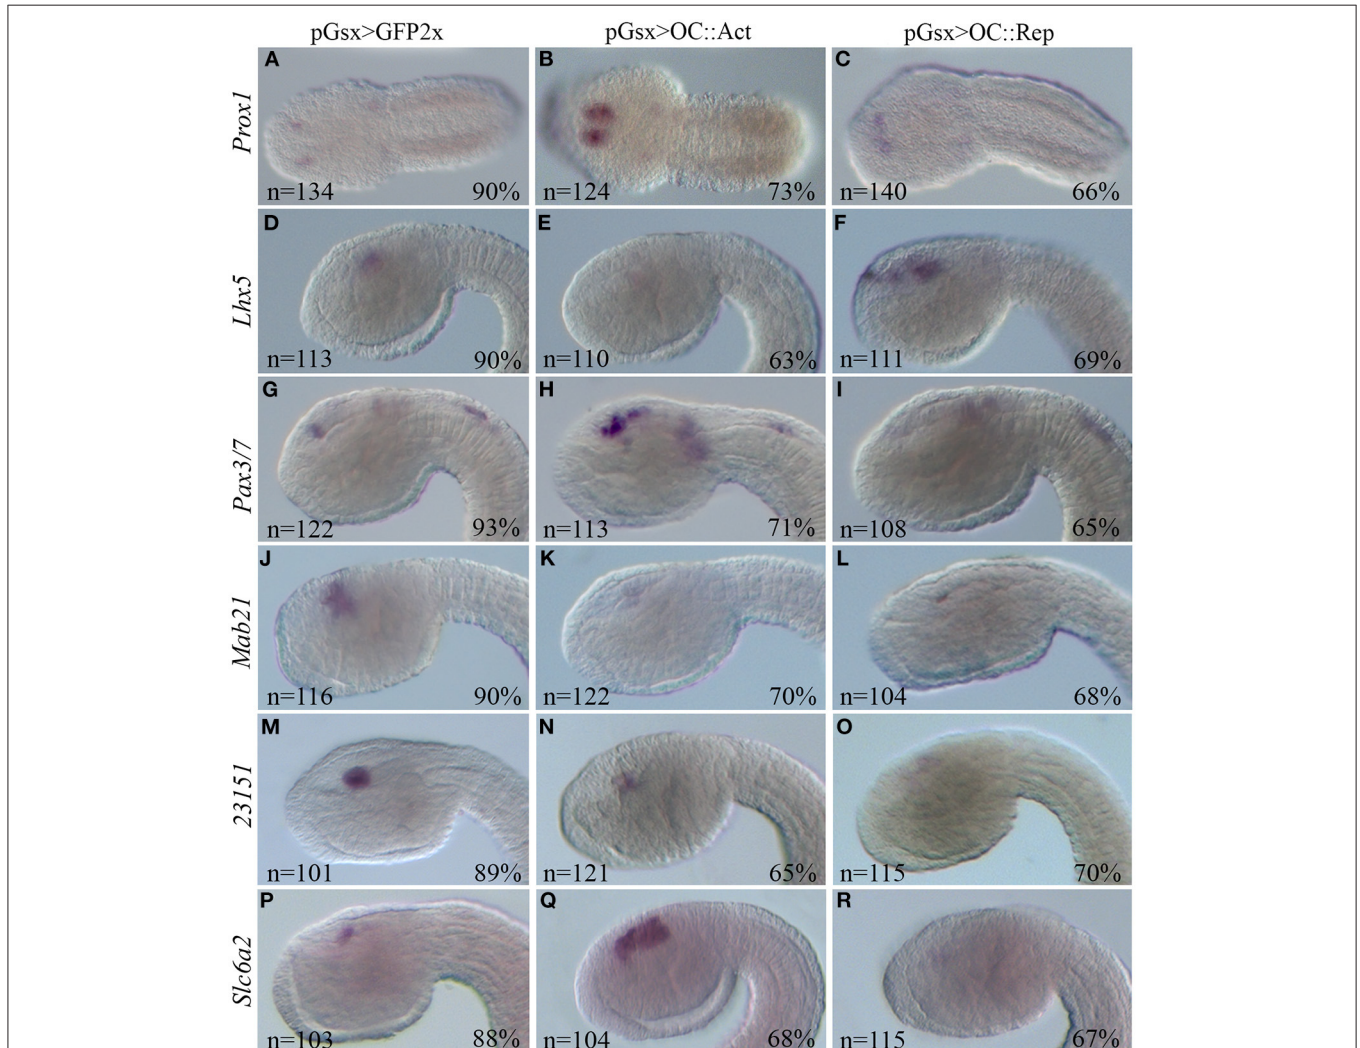 pGsx>GFP2x pGsx>OC::Act pGsx>OC::Rep
Prox1
A n=134 90%
B n=124 73%
C n=140 66%
Lhx5
D n=113 90%
E n=110 63%
F n=111 69%
Pax3/7
G n=122 93%
H n=113 71%
I n=108 65%
Mab21
J n=116 90%
K n=122 70%
L n=104 68%
23151
M n=101 89%
N n=121 65%
O n=115 70%
Slc6a2
P n=103 88%
Q n=104 68%
R n=115 67%